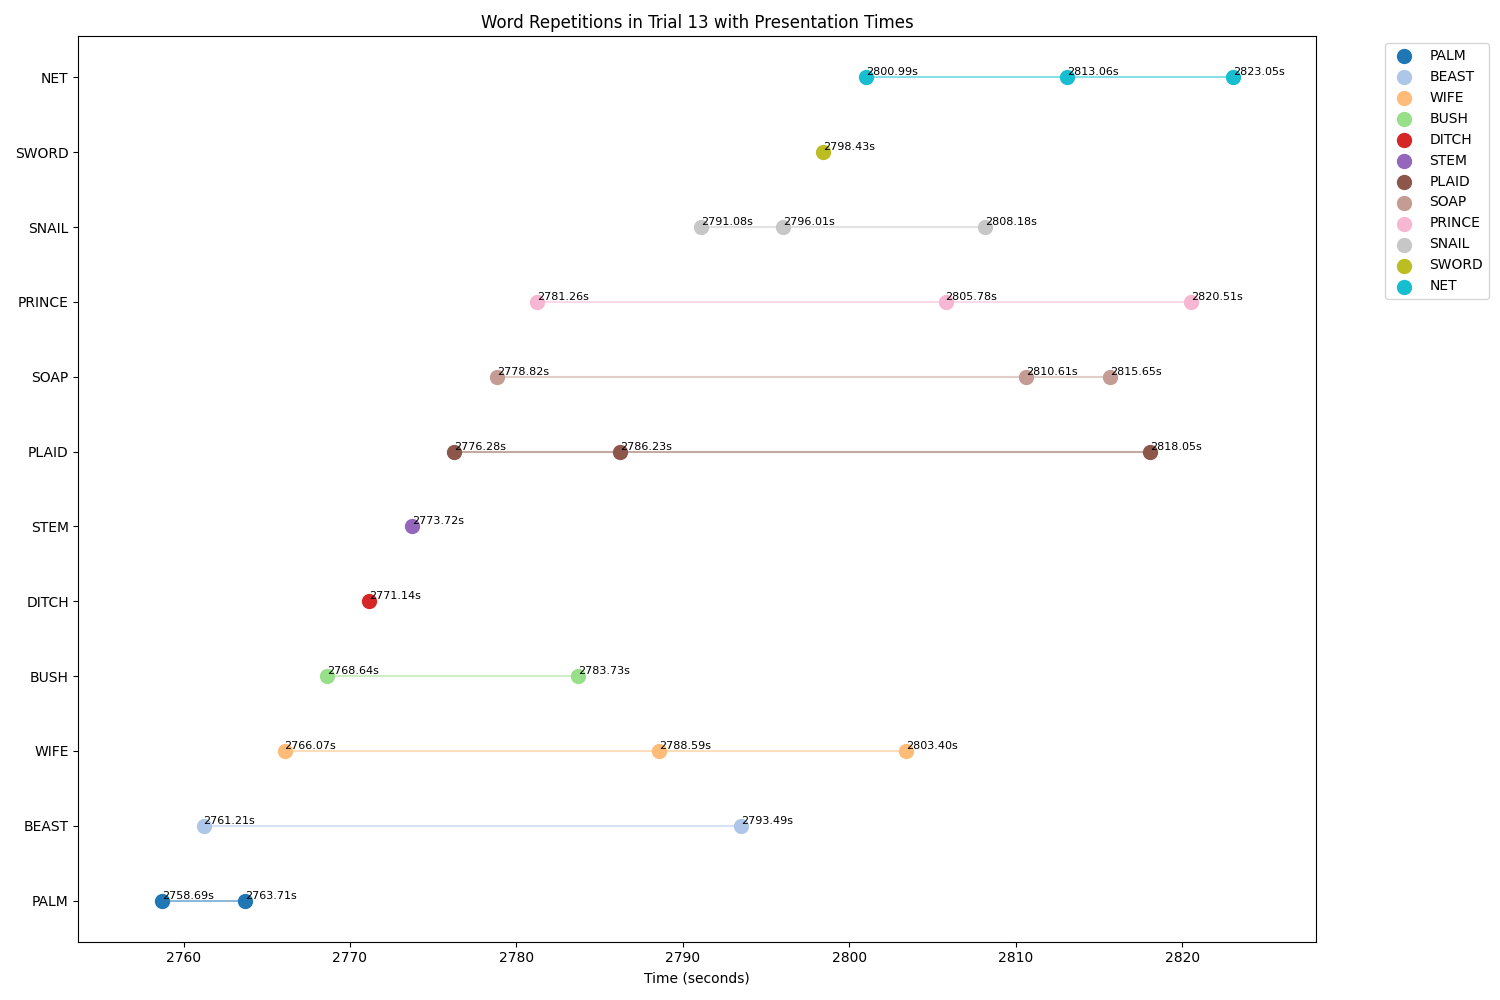 Word Repetitions in Trial 13 with Presentation Times
NET
2800.99s 2813.06s 2823.05s
SWORD
2798.43s
SNAIL
2791.08s 2796.01s 2808.18s
PRINCE
2781.26s 2805.78s 2820.51s
SOAP
2778.82s 2810.61s 2815.65s
PLAID
2776.28s 2786.23s 2818.05s
STEM
2773.72s
DITCH
2771.14s
BUSH
2768.64s 2783.73s
WIFE
2766.07s 2788.59s 2803.40s
BEAST
2761.21s 2793.49s
PALM
2758.69s 2763.71s
2760 2770 2780 2790 2800 2810 2820
Time (seconds)
PALM
BEAST
WIFE
BUSH
DITCH
STEM
PLAID
SOAP
PRINCE
SNAIL
SWORD
NET